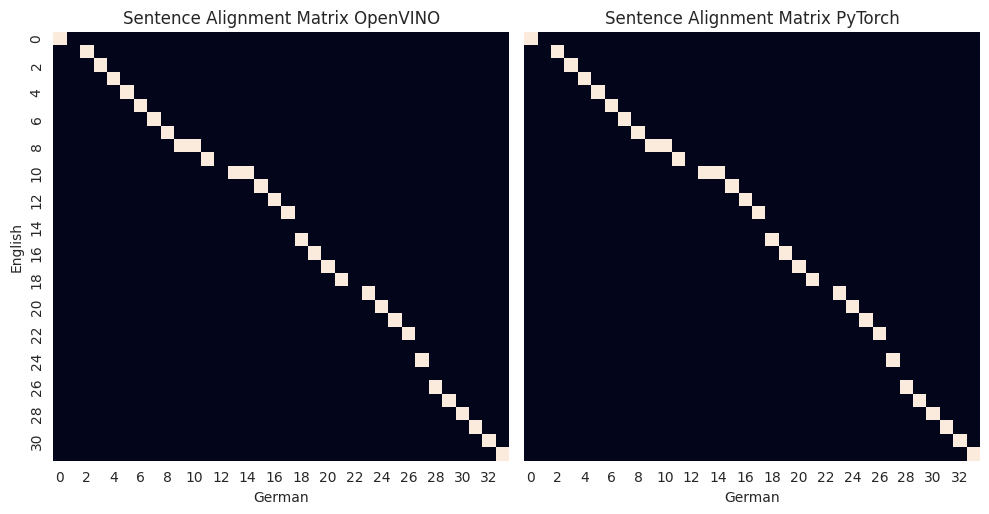 Sentence Alignment Matrix OpenVINO
Sentence Alignment Matrix PyTorch
English
0
2
4
6
8
10
12
14
16
18
20
22
24
26
28
30
0 2 4 6 8 10 12 14 16 18 20 22 24 26 28 30 32
0 2 4 6 8 10 12 14 16 18 20 22 24 26 28 30 32
German
German